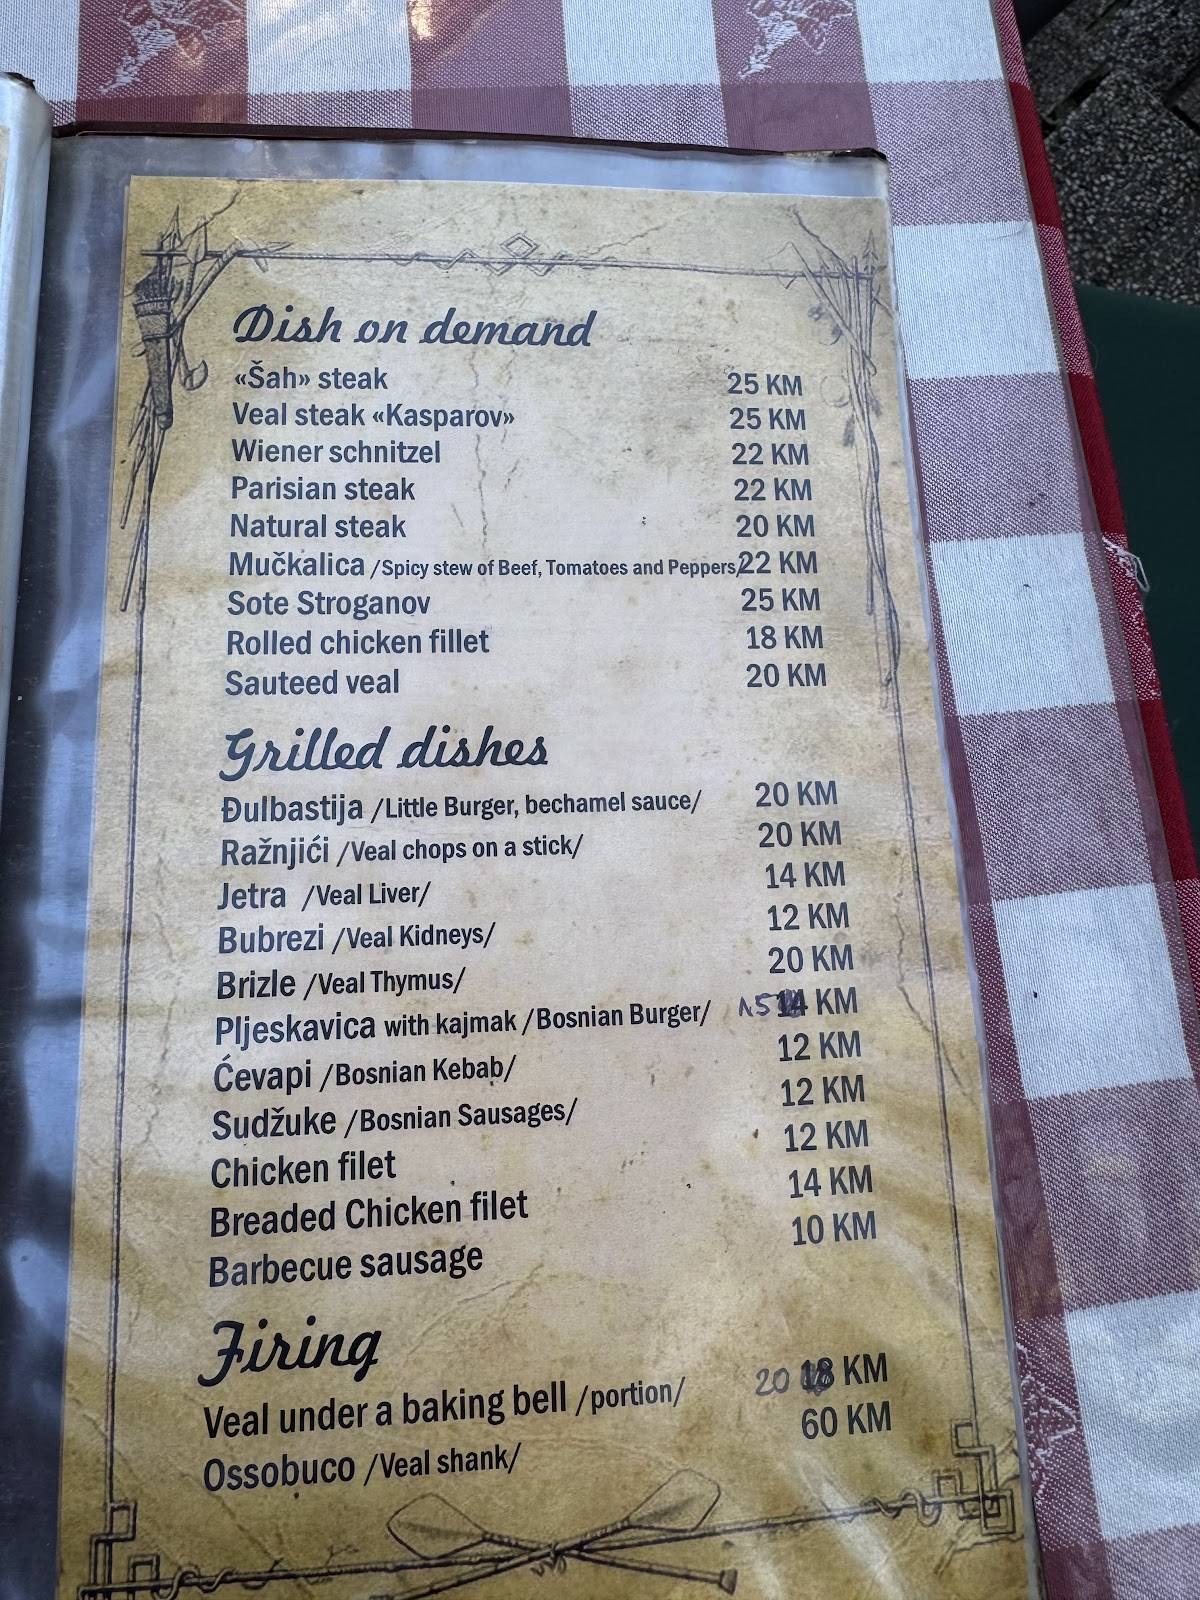 Dish on demand
«Šah» steak 25 KM
Veal steak «Kasparov» 25 KM
Wiener schnitzel 22 KM
Parisian steak 22 KM
Natural steak 20 KM
Mučkalica /Spicy stew of Beef, Tomatoes and Peppers/ 22 KM
Sote Stroganov 25 KM
Rolled chicken fillet 18 KM
Sauteed veal 20 KM
Grilled dishes
Đulbastija /Little Burger, bechamel sauce/ 20 KM
Ražnjići /Veal chops on a stick/ 20 KM
Jetra /Veal Liver/ 14 KM
Bubrezi /Veal Kidneys/ 12 KM
Brizle /Veal Thymus/ 20 KM
Pljeskavica with kajmak /Bosnian Burger/ 15 14 KM
Ćevapi /Bosnian Kebab/ 12 KM
Sudžuke /Bosnian Sausages/ 12 KM
Chicken filet 12 KM
Breaded Chicken filet 14 KM
Barbecue sausage 10 KM
Firing
Veal under a baking bell /portion/ 20 18 KM
Ossobuco /Veal shank/ 60 KM